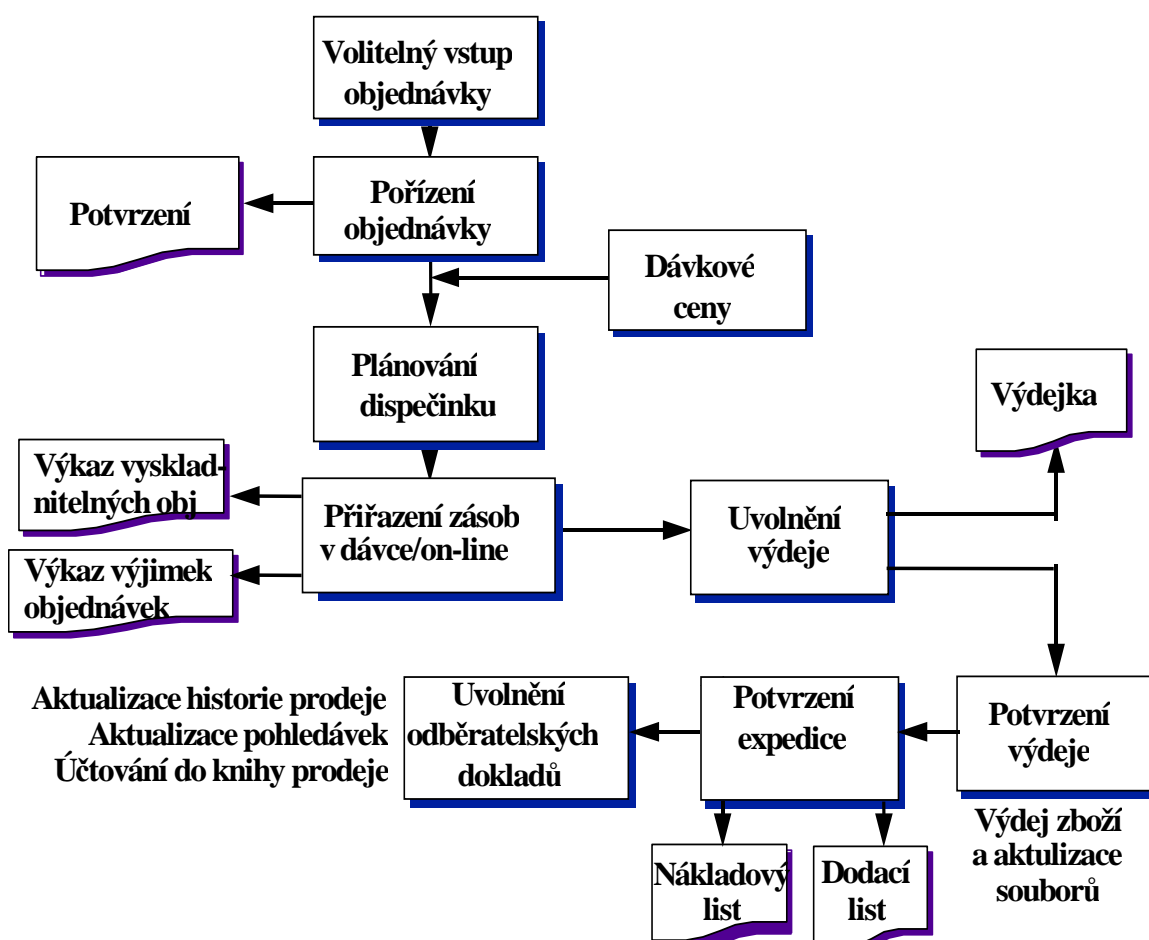 Volitelný vstup
objednávky
Potvrzení
Pořízení
objednávky
Dávkové
ceny
Plánování
dispečinku
Výdejka
Výkaz vysklad-
nitelných obj
Přiřazení zásob
v dávce/on-line
Uvolnění
výdeje
Výkaz výjimek
objednávek
Aktualizace historie prodeje
Aktualizace pohledávek
Účtování do knihy prodeje
Uvolnění
odběratelských
dokladů
Potvrzení
expedice
Potvrzení
výdeje
Výdej zboží
a aktulizace
souborů
Nákladový
list
Dodací
list